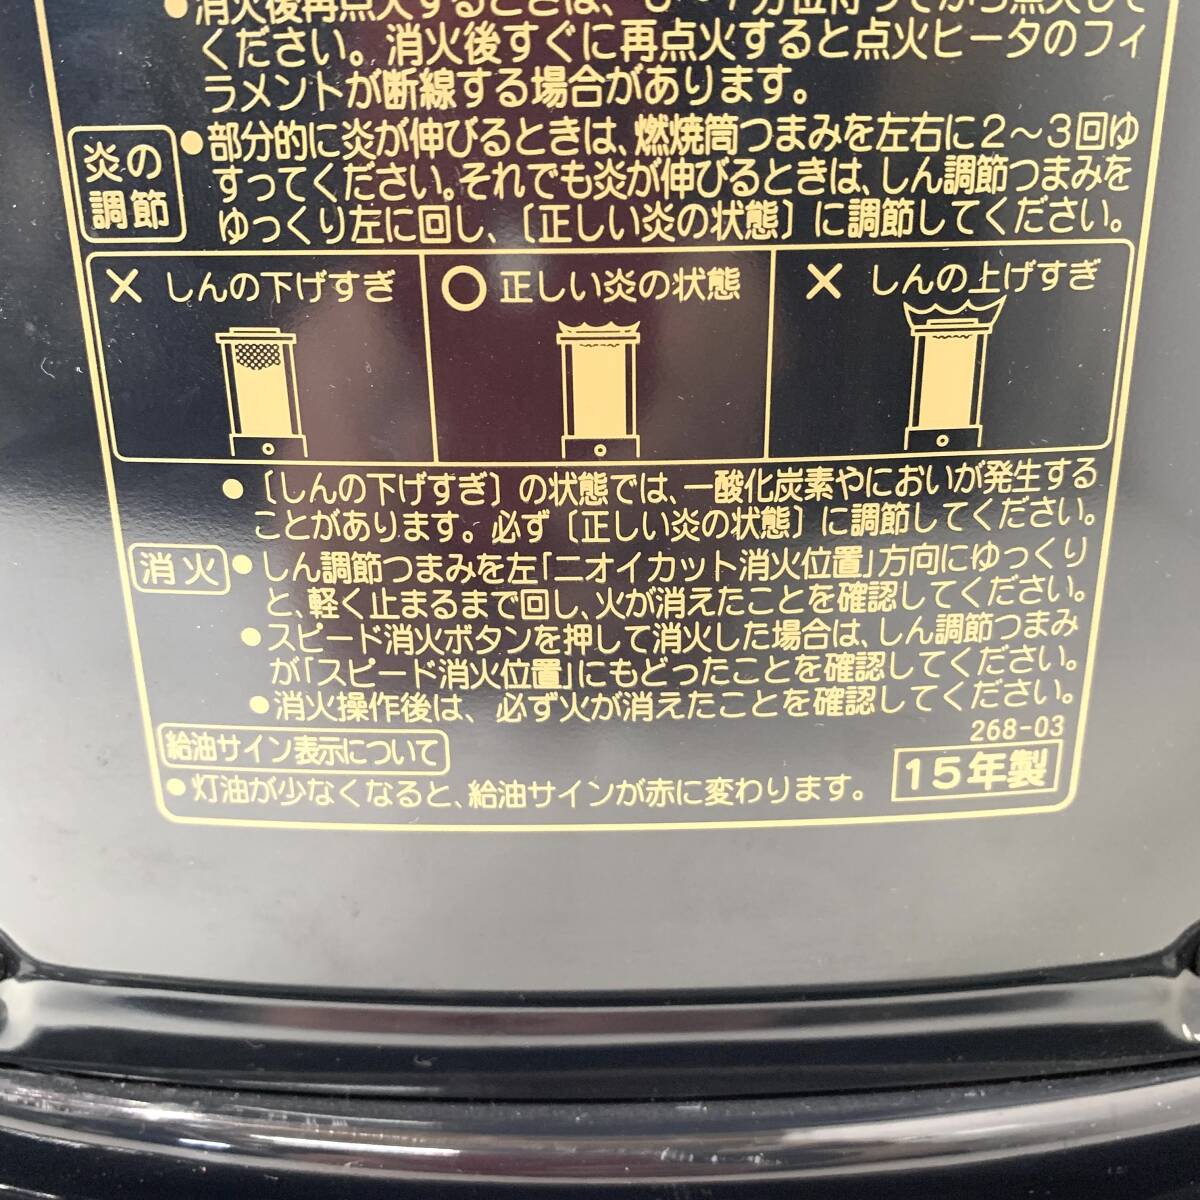 ●消火後再点火するときは、
ください。消火後すぐに再点火すると点火ヒータのフィ
ラメントが断線する場合があります。
炎の
調節
●部分的に炎が伸びるときは、燃焼筒つまみを左右に2〜3回ゆ
すってください。それでも炎が伸びるときは、しん調節つまみを
ゆっくり左に回し、〔正しい炎の状態〕に調節してください。
× しんの下げすぎ
○ 正しい炎の状態
× しんの上げすぎ
●〔しんの下げすぎ〕の状態では、一酸化炭素やにおいが発生する
ことがあります。必ず〔正しい炎の状態〕に調節してください。
消火
●しん調節つまみを左「ニオイカット消火位置」方向にゆっくり
と、軽く止まるまで回し、火が消えたことを確認してください。
●スピード消火ボタンを押して消火した場合は、しん調節つまみ
が「スピード消火位置」にもどったことを確認してください。
●消火操作後は、必ず火が消えたことを確認してください。
268-03
給油サイン表示について
15年製
●灯油が少なくなると、給油サインが赤に変わります。